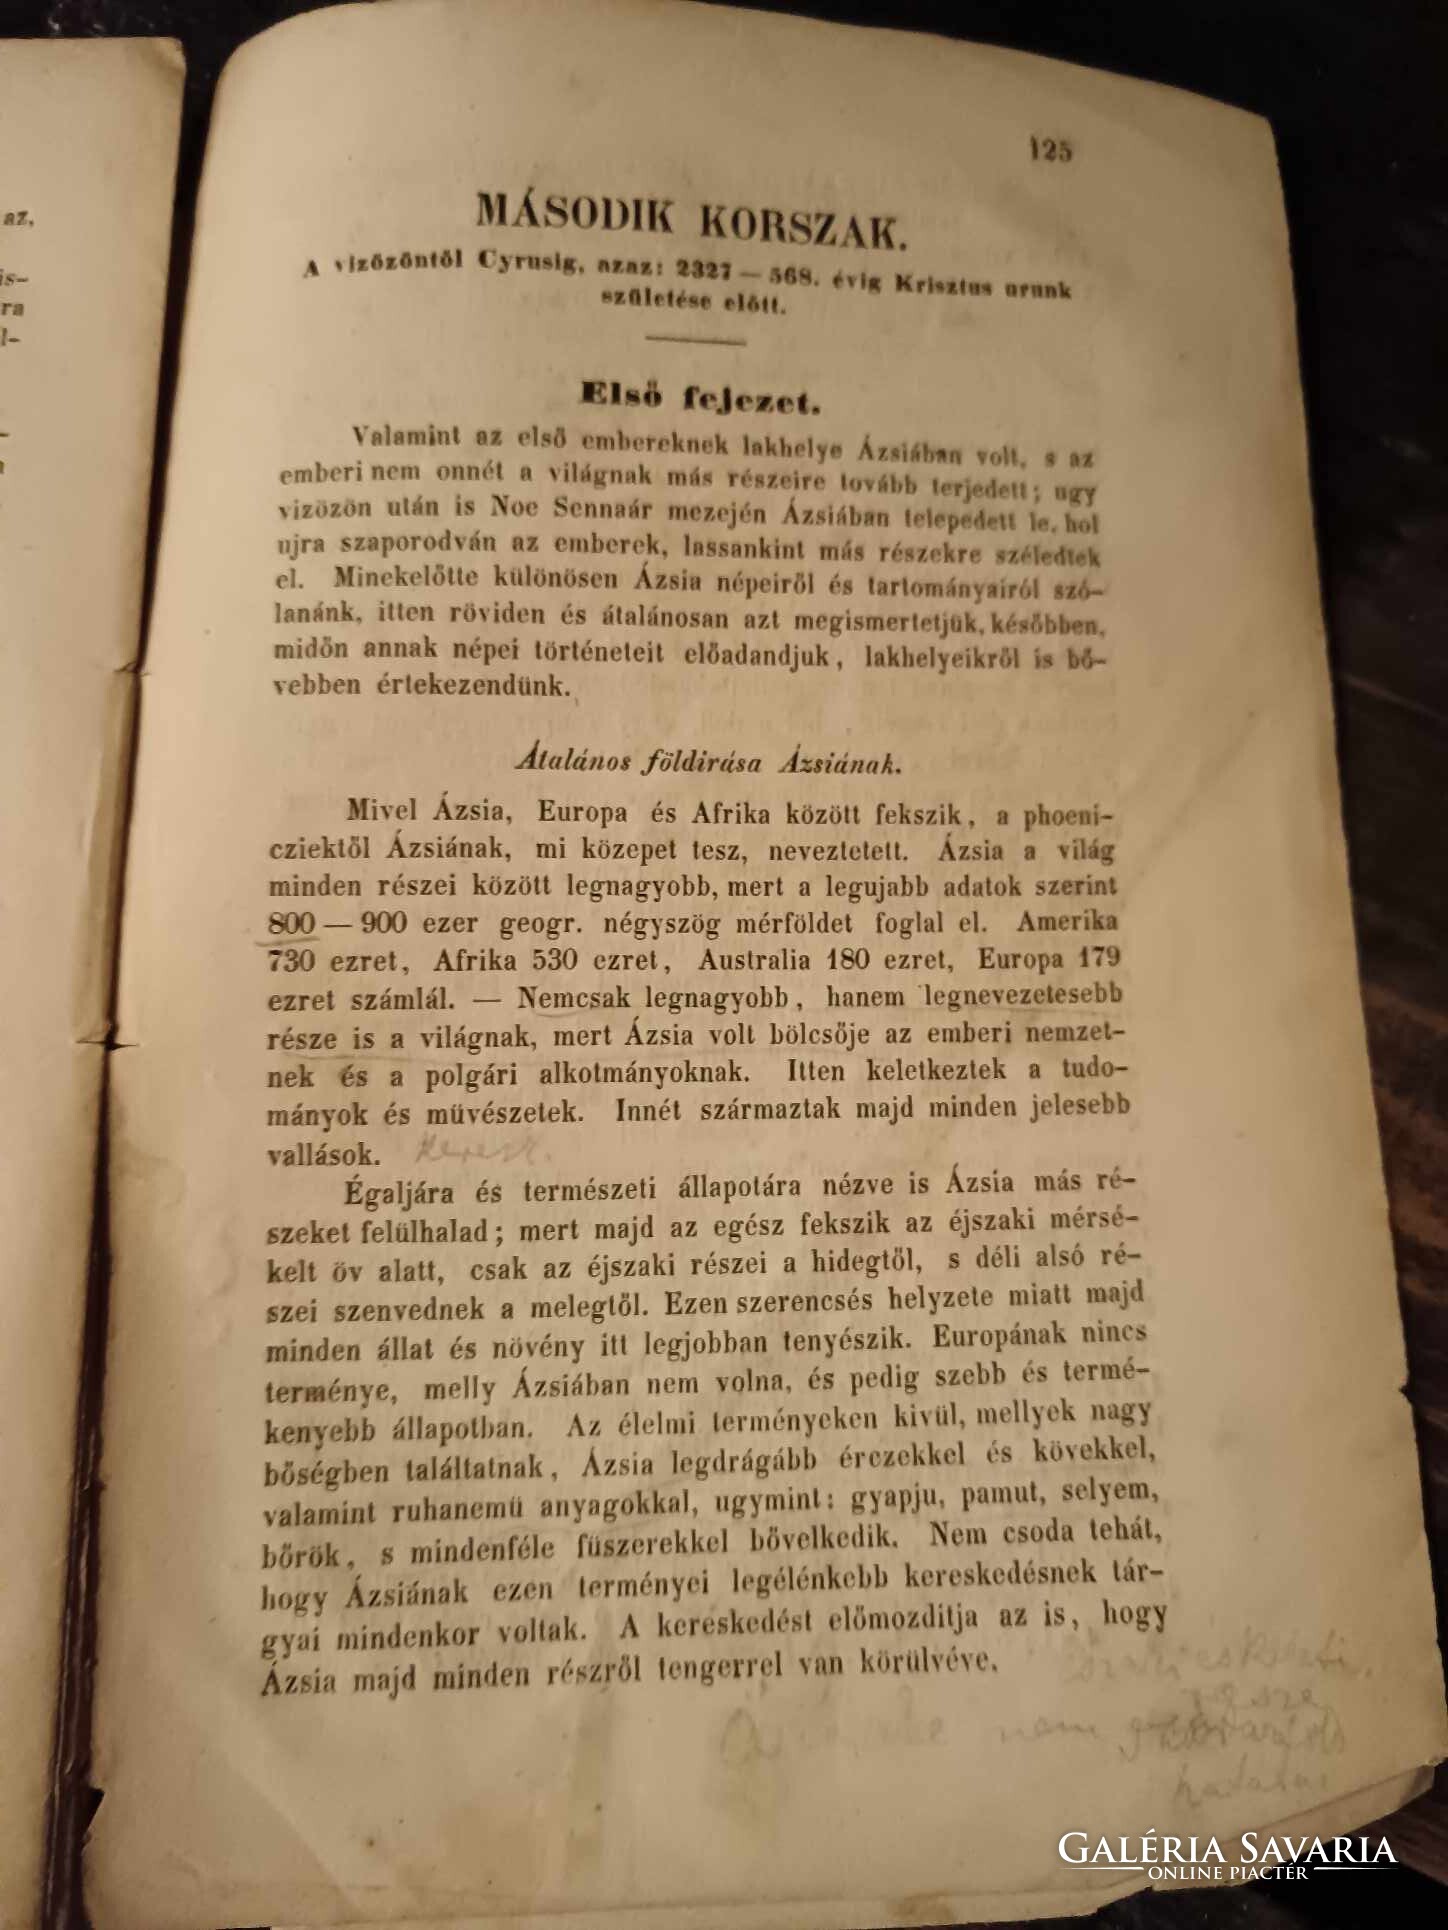 az,
is-
ra
l-
125
MÁSODIK KORSZAK.
A vizözöntöl Cyrusig, azaz: 2327 — 568. évig Krisztus urunk
születése előtt.
Első fejezet.
Valamint az első embereknek lakhelye Ázsiában volt, s az
emberi nem onnét a világnak más részeire tovább terjedett; ugy
vizözön után is Noe Sennaár mezején Ázsiában telepedett le, hol
ujra szaporodván az emberek, lassankint más részekre széledtek
el. Minekelőtte különösen Ázsia népeiről és tartományairól szó-
lanánk, itten röviden és átalánosan azt megismertetjük, későbben,
midőn annak népei történeteit előadandjuk, lakhelyeikről is bő-
vebben értekezendünk.
Átalános földirása Ázsiának.
Mivel Ázsia, Europa és Afrika között fekszik, a phoeni-
cziektől Ázsiának, mi közepet tesz, neveztetett. Ázsia a világ
minden részei között legnagyobb, mert a legujabb adatok szerint
800 — 900 ezer geogr. négyszög mérföldet foglal el. Amerika
730 ezret, Afrika 530 ezret, Australia 180 ezret, Europa 179
ezret számlál. — Nemcsak legnagyobb, hanem legnevezetesebb
része is a világnak, mert Ázsia volt bölcsője az emberi nemzet-
nek és a polgári alkotmányoknak. Itten keletkeztek a tudo-
mányok és müvészetek. Innét származtak majd minden jelesebb
vallások.
Égaljára és természeti állapotára nézve is Ázsia más ré-
szeket felülhalad; mert majd az egész fekszik az éjszaki mérsé-
kelt öv alatt, csak az éjszaki részei a hidegtől, s déli alsó ré-
szei szenvednek a melegtől. Ezen szerencsés helyzete miatt majd
minden állat és növény itt legjobban tenyészik. Europának nincs
terménye, melly Ázsiában nem volna, és pedig szebb és termé-
kenyebb állapotban. Az élelmi terményeken kivül, mellyek nagy
bőségben találtatnak, Ázsia legdrágább érczekkel és kövekkel,
valamint ruhanemü anyagokkal, ugymint: gyapju, pamut, selyem,
bőrök, s mindenféle füszerekkel bővelkedik. Nem csoda tehát,
hogy Ázsiának ezen terményei legélénkebb kereskedésnek tár-
gyai mindenkor voltak. A kereskedést előmozditja az is, hogy
Ázsia majd minden részről tengerrel van körülvéve.
nem
GALÉRIA SAVARIA
ONLINE PIACTÉR